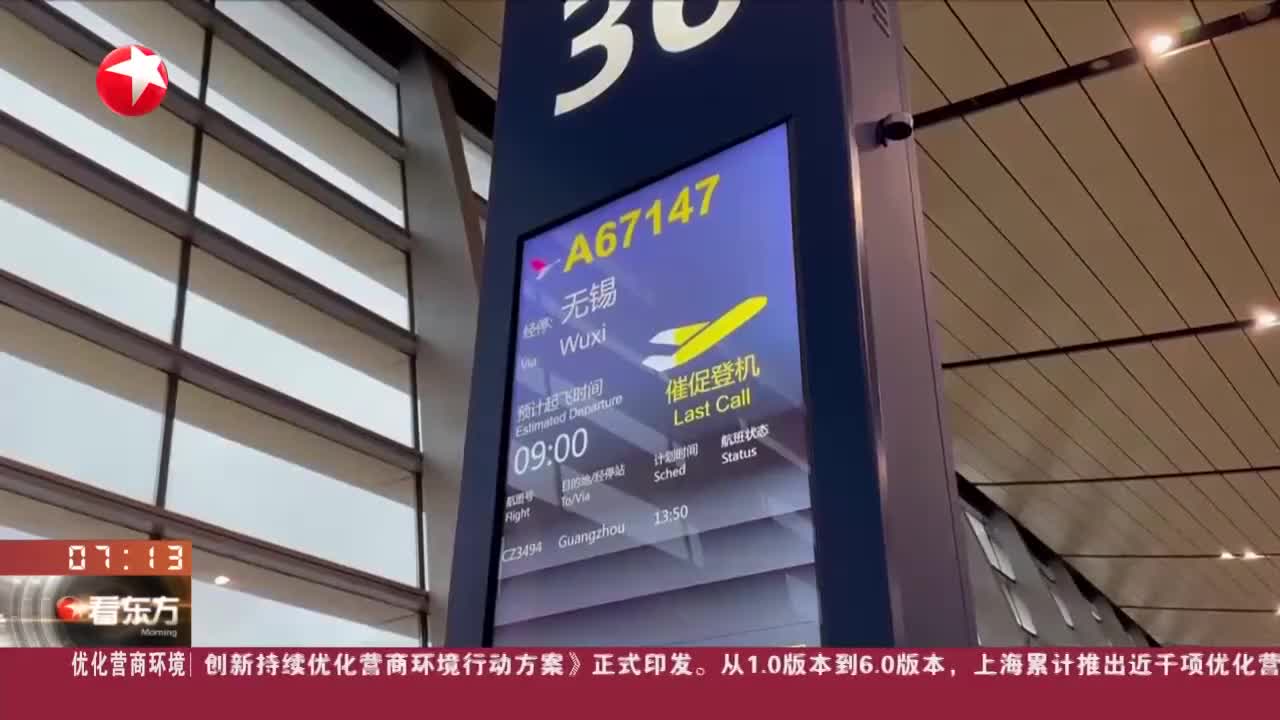 30
A67147
经停: 无锡
Via Wuxi
催促登机
Last Call
预计起飞时间
Estimated Departure
09:00
航班号 目的地/经停站 计划时间 航班状态
Flight To/Via Sched Status
CZ3494 Guangzhou 13:50
07:13
看东方
Morning
优化营商环境 创新持续优化营商环境行动方案》正式印发。从1.0版本到6.0版本，上海累计推出近千项优化营